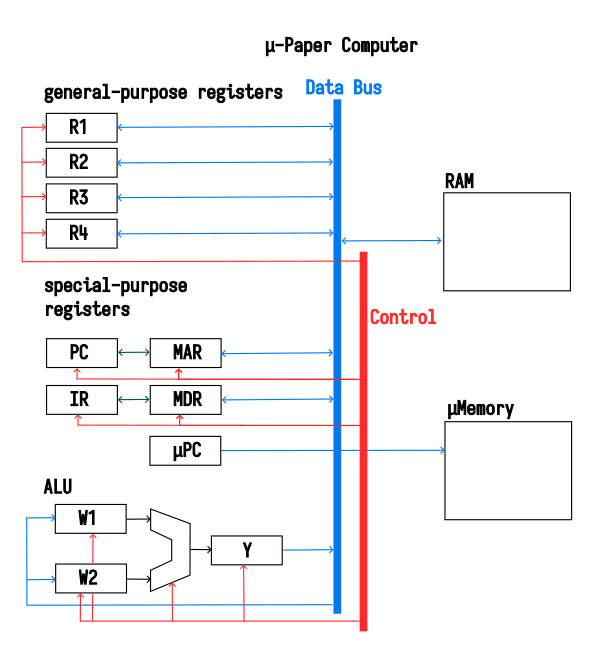 µ-Paper Computer
general-purpose registers
Data Bus
R1
R2
R3
R4
RAM
special-purpose
registers
Control
PC
MAR
IR
MDR
µMemory
µPC
ALU
W1
Y
W2